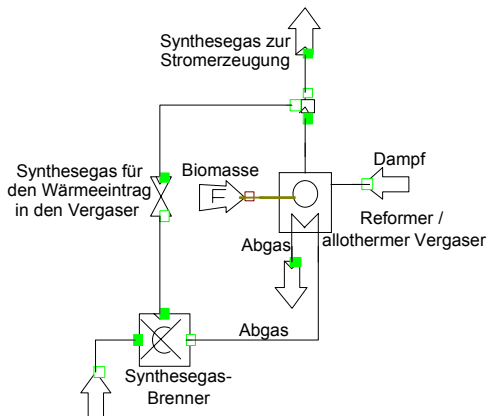 Synthesegas zur
Stromerzeugung
Synthesegas für
den Wärmeeintrag
in den Vergaser
Biomasse
Dampf
Reformer /
allothermer Vergaser
Abgas
Abgas
Synthesegas-
Brenner